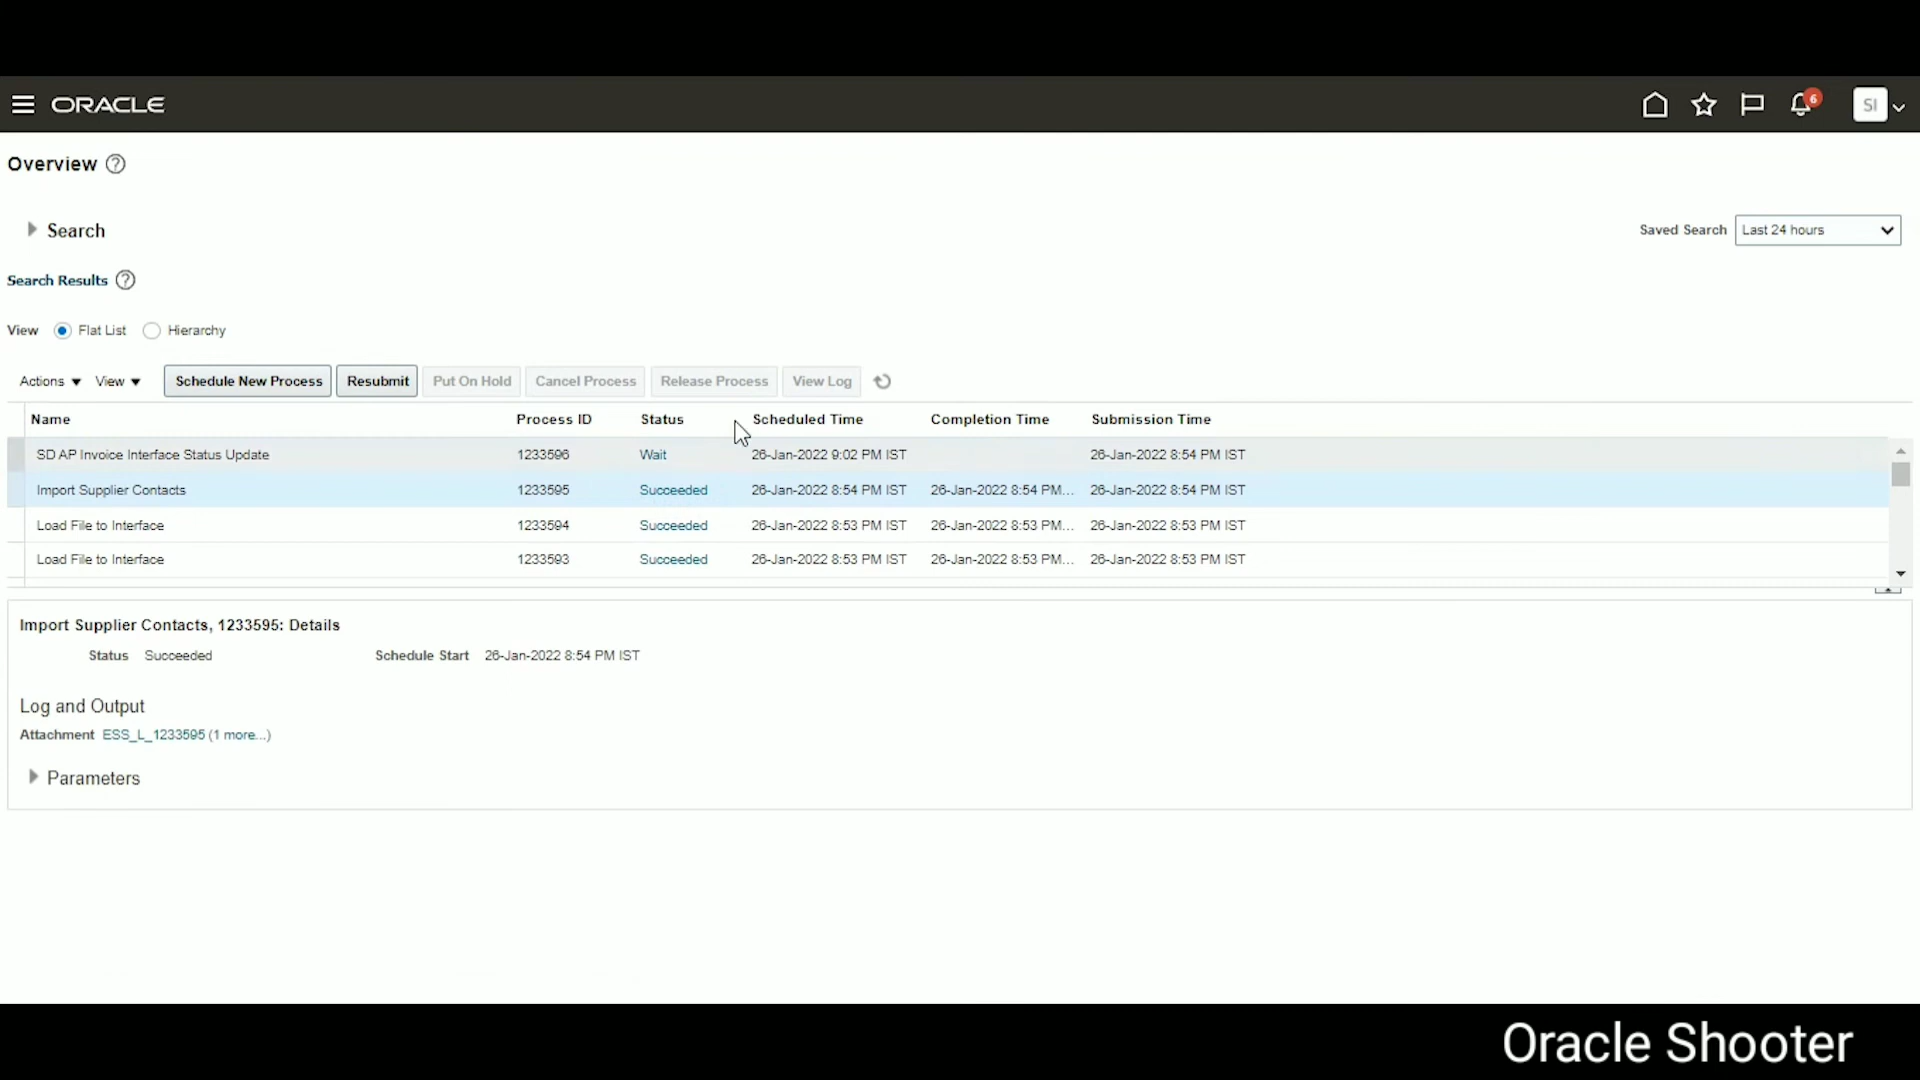 ORACLE 6 SI
Overview
Search Saved Search Last 24 hours
Search Results
View Flat List Hierarchy
Actions View Schedule New Process Resubmit Put On Hold Cancel Process Release Process View Log
Name Process ID Status Scheduled Time Completion Time Submission Time
SD AP Invoice Interface Status Update 1233596 Wait 26-Jan-2022 9:02 PM IST 26-Jan-2022 8:54 PM IST
Import Supplier Contacts 1233595 Succeeded 26-Jan-2022 8:54 PM IST 26-Jan-2022 8:54 PM... 26-Jan-2022 8:54 PM IST
Load File to Interface 1233594 Succeeded 26-Jan-2022 8:53 PM IST 26-Jan-2022 8:53 PM... 26-Jan-2022 8:53 PM IST
Load File to Interface 1233593 Succeeded 26-Jan-2022 8:53 PM IST 26-Jan-2022 8:53 PM... 26-Jan-2022 8:53 PM IST
Import Supplier Contacts, 1233595: Details
Status Succeeded Schedule Start 26-Jan-2022 8:54 PM IST
Log and Output
Attachment ESS_L_1233595 (1 more...)
Parameters
Oracle Shooter